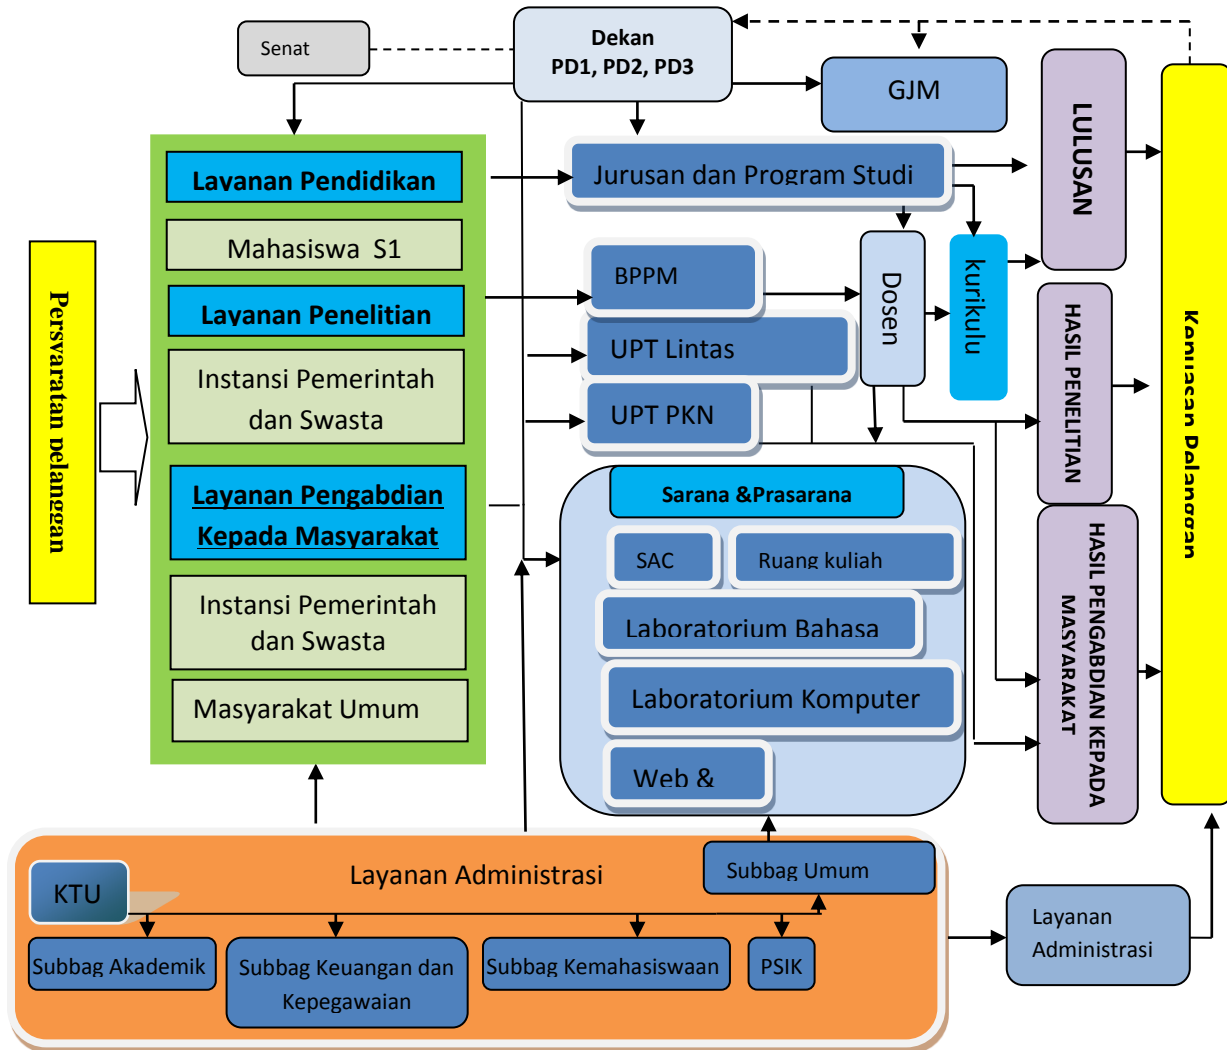 Senat
Dekan
PD1, PD2, PD3
GJM
LULUSAN
Layanan Pendidikan
Mahasiswa S1
Layanan Penelitian
Instansi Pemerintah
dan Swasta
Layanan Pengabdian
Kepada Masyarakat
Instansi Pemerintah
dan Swasta
Masyarakat Umum
Persyaratan pelanggan
Jurusan dan Program Studi
BPPM
UPT Lintas
UPT PKN
Dosen
kurikulu
HASIL PENELITIAN
HASIL PENGABDIAN KEPADA
MASYARAKAT
Kepuasan Pelanggan
Sarana &Prasarana
SAC
Ruang kuliah
Laboratorium Bahasa
Laboratorium Komputer
Web &
Layanan Administrasi
KTU
Subbag Umum
Subbag Akademik
Subbag Keuangan dan
Kepegawaian
Subbag Kemahasiswaan
PSIK
Layanan
Administrasi